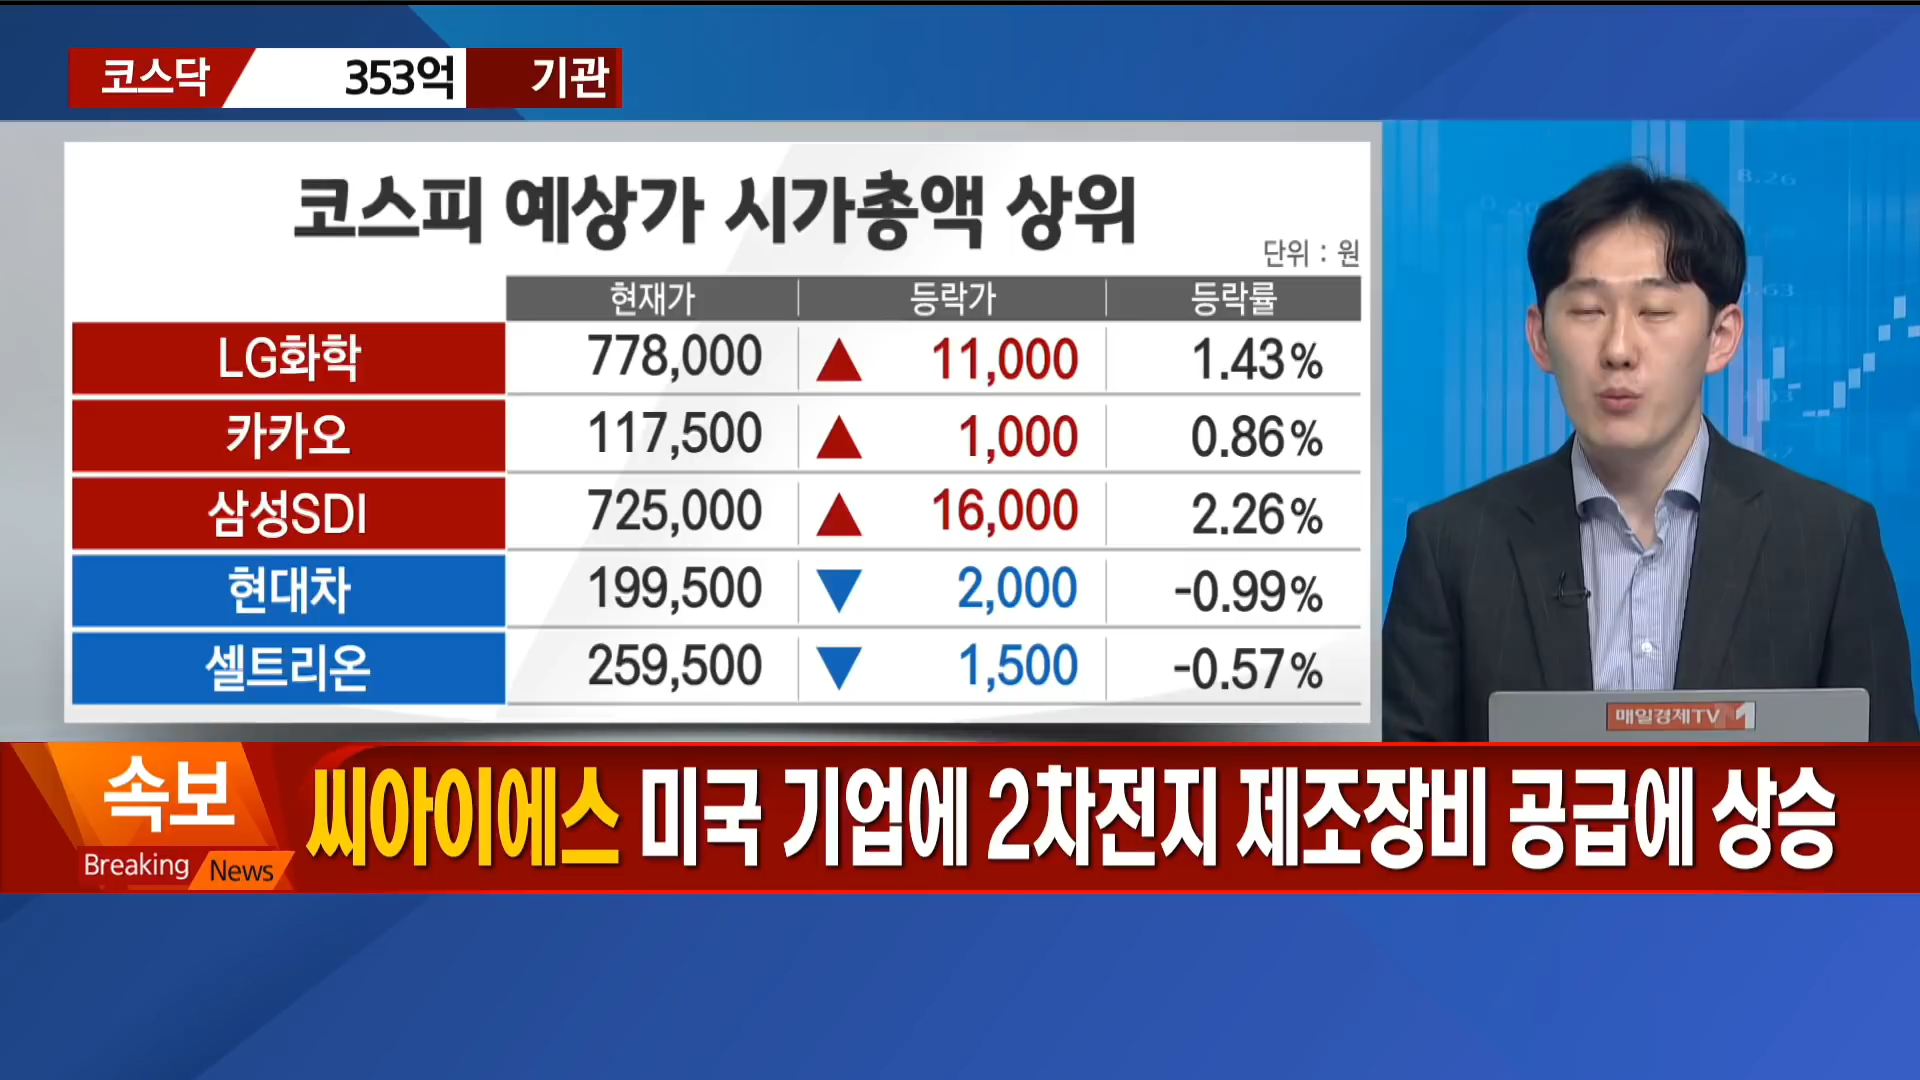 코스닥 353억 기관
코스피 예상가 시가총액 상위
단위 : 원
현재가 등락가 등락률
LG화학 778,000 ▲ 11,000 1.43%
카카오 117,500 ▲ 1,000 0.86%
삼성SDI 725,000 ▲ 16,000 2.26%
현대차 199,500 ▼ 2,000 -0.99%
셀트리온 259,500 ▼ 1,500 -0.57%
8.26
매일경제TV 1
속보
Breaking News
씨아이에스 미국 기업에 2차전지 제조장비 공급에 상승